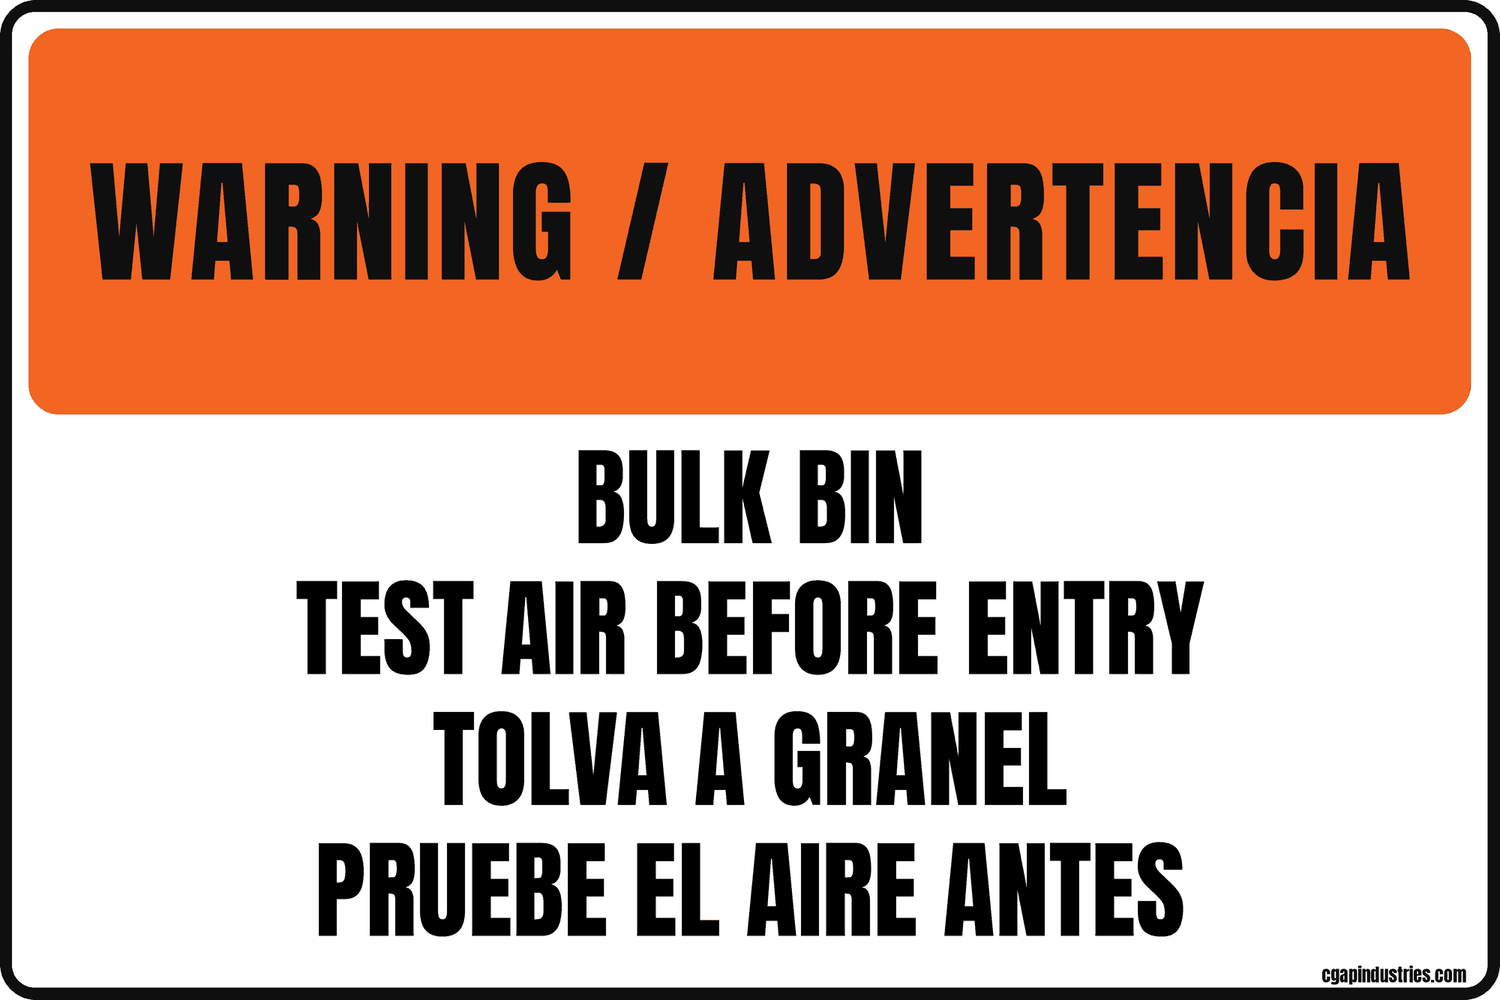 WARNING / ADVERTENCIA
BULK BIN
TEST AIR BEFORE ENTRY
TOLVA A GRANEL
PRUEBE EL AIRE ANTES
cgapindustries.com